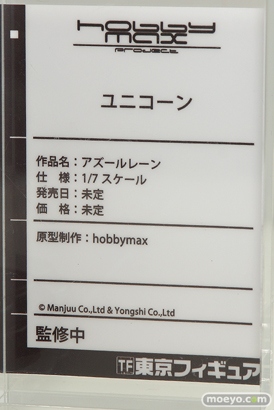 hobby
max
project
ユニコーン
作品名：アズールレーン
仕　様：1/7 スケール
発売日：未定
価　格：未定
原型制作：hobbymax
© Manjuu Co.,Ltd & Yongshi Co.,Ltd
監修中
TF 東京フィギュア
moeyo.com